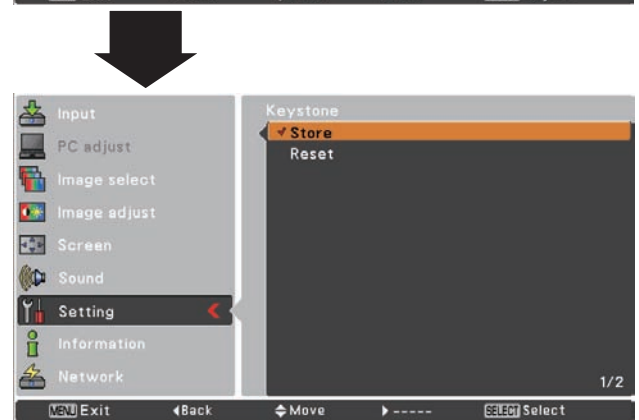 Input
PC adjust
Image select
Image adjust
Screen
Sound
Setting
Information
Network
Keystone
✓ Store
Reset
1/2
MENU Exit ◀Back ◆Move ▶ ----- SELECT Select